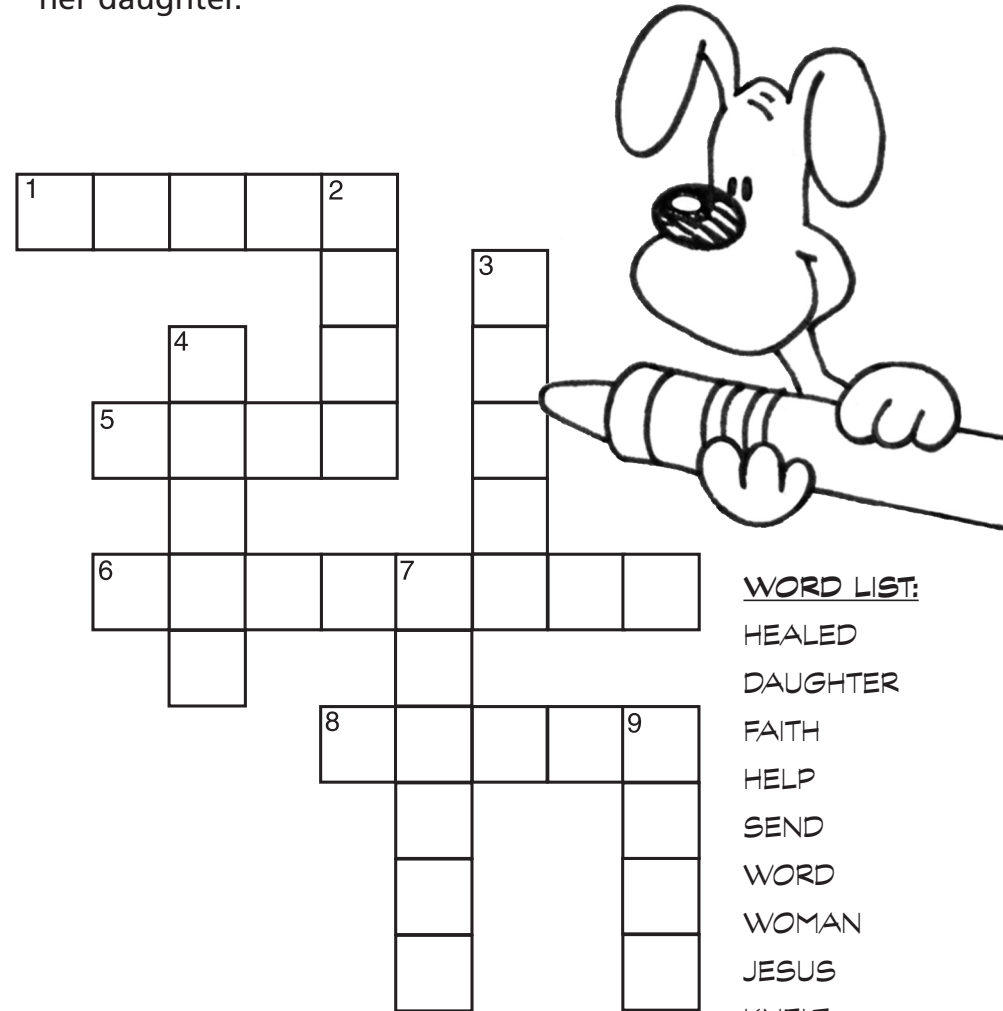 her daughter.
1
2
3
4
5
6
7
8
9
WORD LIST:
HEALED
DAUGHTER
FAITH
HELP
SEND
WORD
WOMAN
JESUS